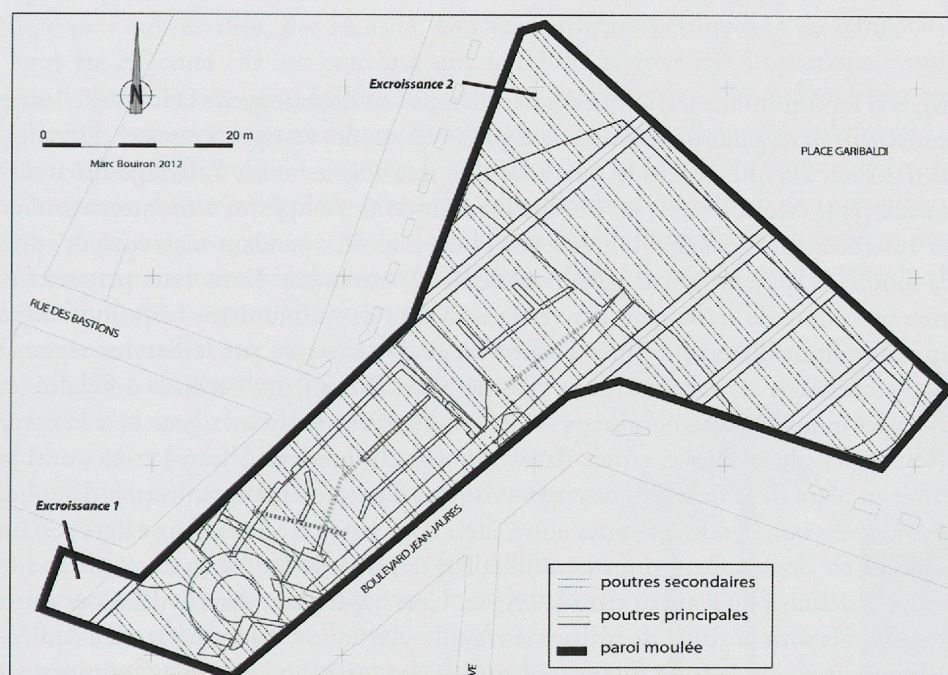 Excroissance 2
N
0 20 m
Marc Bouiron 2012
PLACE GARIBALDI
RUE DES BASTIONS
Excroissance 1
BOULEVARD JEAN-JAURES
poutres secondaires
poutres principales
paroi moulée
VE